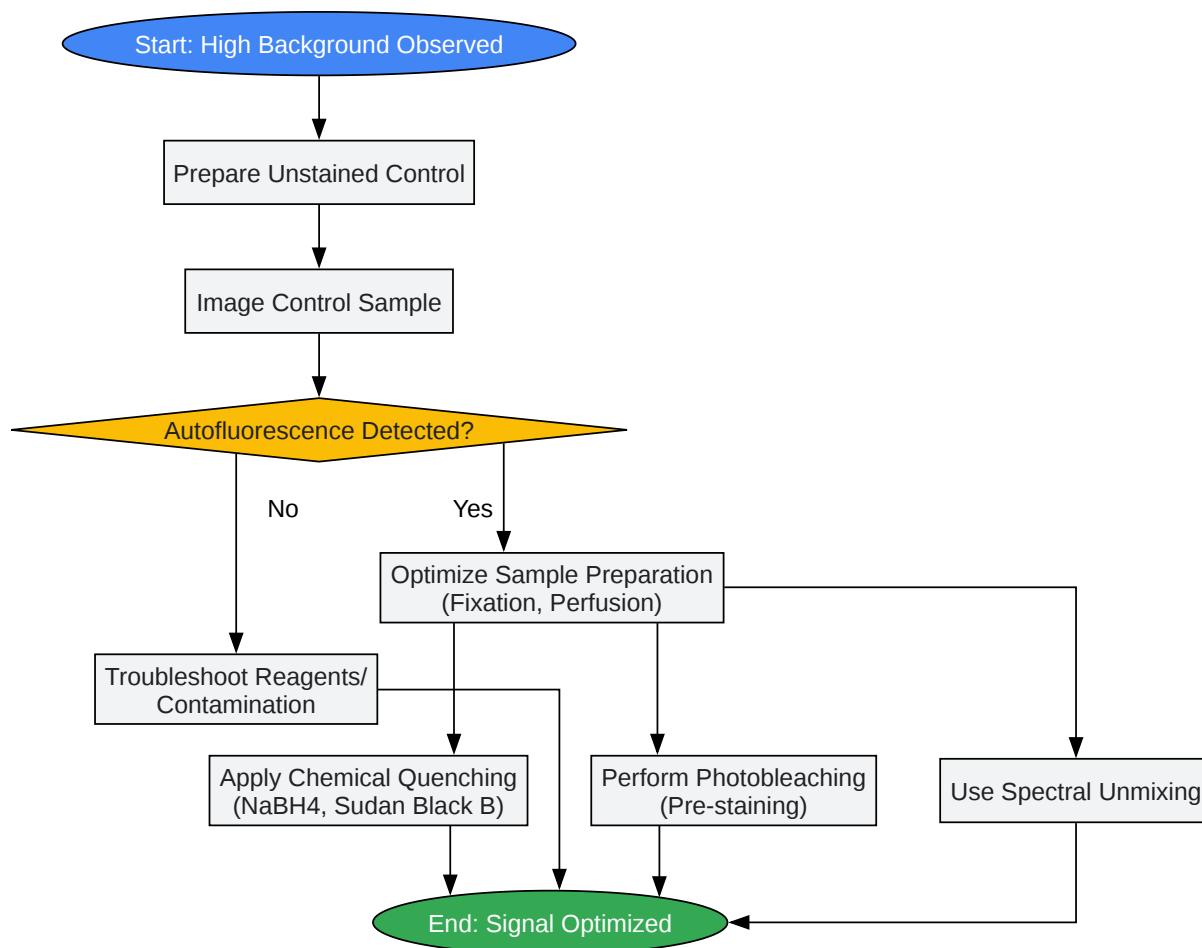 Start: High Background Observed
Prepare Unstained Control
Image Control Sample
Autofluorescence Detected?
No
Yes
Optimize Sample Preparation
(Fixation, Perfusion)
Troubleshoot Reagents/
Contamination
Apply Chemical Quenching
(NaBH4, Sudan Black B)
Perform Photobleaching
(Pre-staining)
Use Spectral Unmixing
End: Signal Optimized